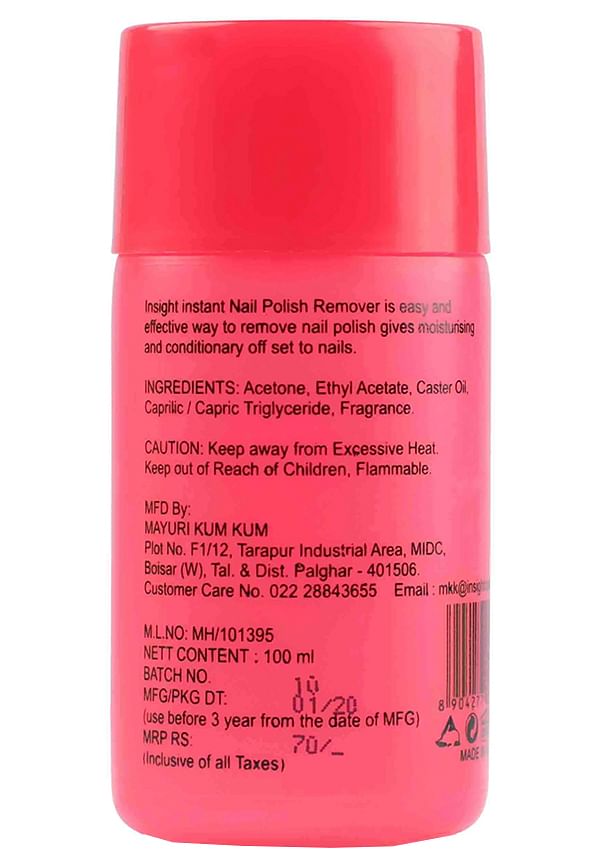 Insight instant Nail Polish Remover is easy and
effective way to remove nail polish gives moisturising
and conditionary off set to nails.
INGREDIENTS: Acetone, Ethyl Acetate, Caster Oil,
Caprilic / Capric Triglyceride, Fragrance.
CAUTION: Keep away from Excessive Heat.
Keep out of Reach of Children, Flammable.
MFD By:
MAYURI KUM KUM
Plot No. F1/12, Tarapur Industrial Area, MIDC,
Boisar (W), Tal. & Dist. Palghar - 401506.
Customer Care No. 022 28843655 Email : mkk@insight
M.L.NO: MH/101395
NETT CONTENT : 100 ml
BATCH NO. 10
MFG/PKG DT: 01/20
(use before 3 year from the date of MFG)
MRP RS: 70/_
(Inclusive of all Taxes)
8 90427
MADE